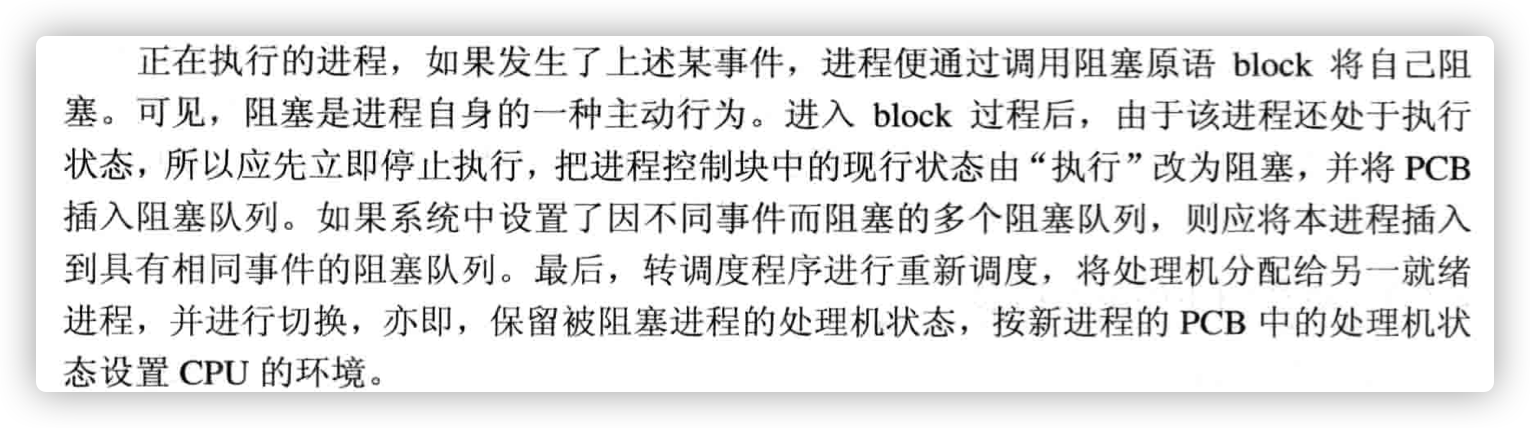 正在执行的进程，如果发生了上述某事件，进程便通过调用阻塞原语 block 将自己阻
塞。可见，阻塞是进程自身的一种主动行为。进入 block 过程后，由于该进程还处于执行
状态，所以应先立即停止执行，把进程控制块中的现行状态由“执行”改为阻塞，并将 PCB
插入阻塞队列。如果系统中设置了因不同事件而阻塞的多个阻塞队列，则应将本进程插入
到具有相同事件的阻塞队列。最后，转调度程序进行重新调度，将处理机分配给另一就绪
进程，并进行切换，亦即，保留被阻塞进程的处理机状态，按新进程的 PCB 中的处理机状
态设置 CPU 的环境。